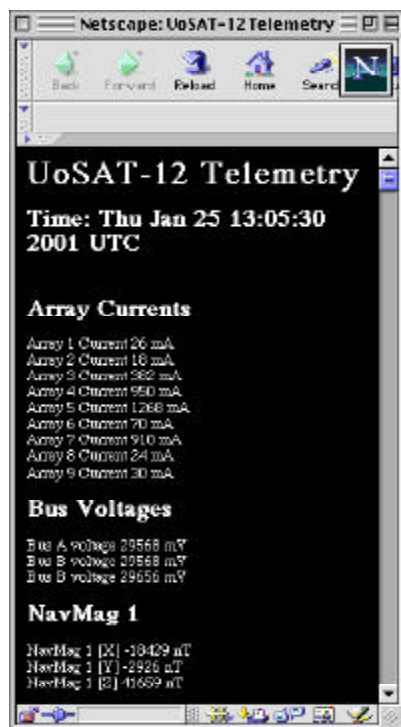 Netscape: UoSAT-12 Telemetry
Back Forward Reload Home Search
N
UoSAT-12 Telemetry
Time: Thu Jan 25 13:05:30
2001 UTC
Array Currents
Array 1 Current 26 mA
Array 2 Current 18 mA
Array 3 Current 382 mA
Array 4 Current 950 mA
Array 5 Current 1268 mA
Array 6 Current 70 mA
Array 7 Current 910 mA
Array 8 Current 24 mA
Array 9 Current 30 mA
Bus Voltages
Bus A voltage 29568 mV
Bus B voltage 29568 mV
Bus B voltage 29656 mV
NavMag 1
NavMag 1 [X] -18429 nT
NavMag 1 [Y] -2926 nT
NavMag 1 [Z] 41659 nT